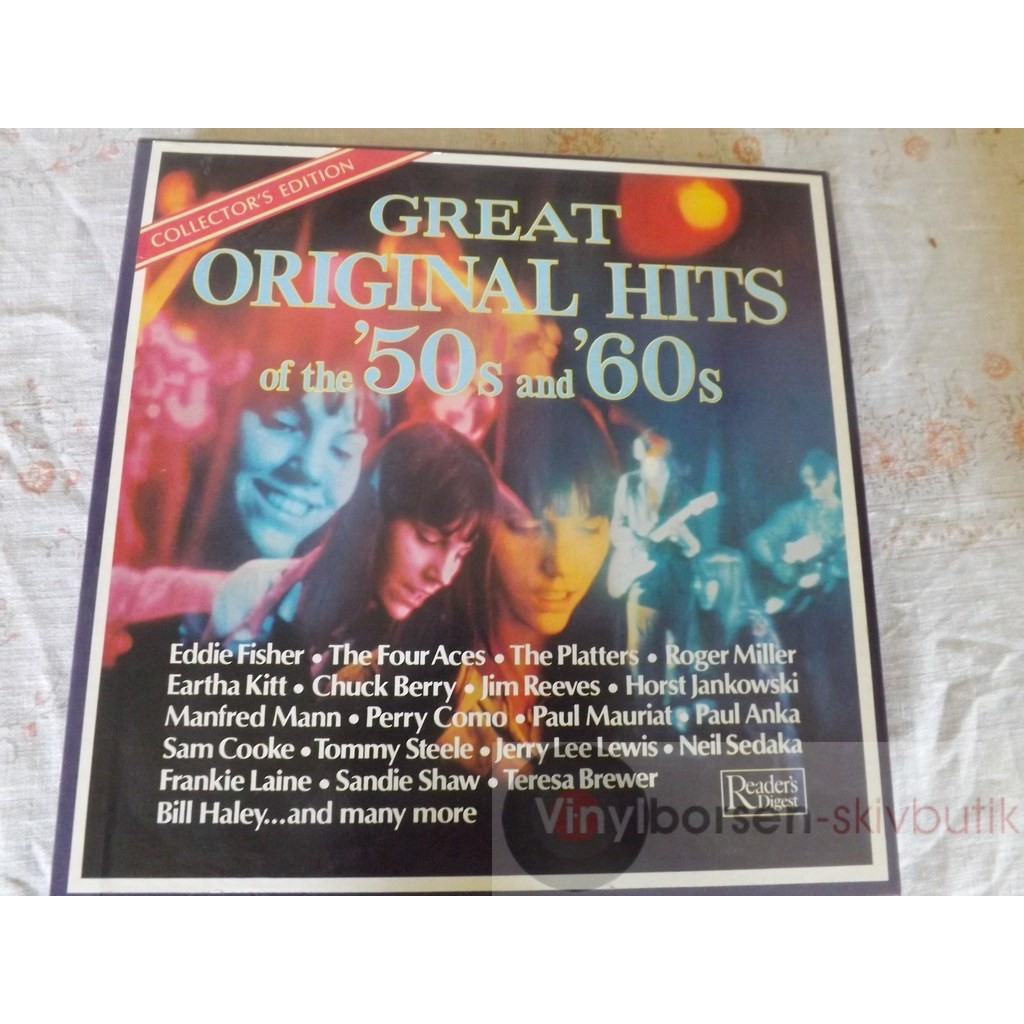 COLLECTOR'S EDITION
GREAT
ORIGINAL HITS
of the '50s and '60s
Eddie Fisher • The Four Aces • The Platters • Roger Miller
Eartha Kitt • Chuck Berry • Jim Reeves • Horst Jankowski
Manfred Mann • Perry Como • Paul Mauriat • Paul Anka
Sam Cooke • Tommy Steele • Jerry Lee Lewis • Neil Sedaka
Frankie Laine • Sandie Shaw • Teresa Brewer
Bill Haley...and many more
Reader's
Digest
Vinylborsen-skivbutik